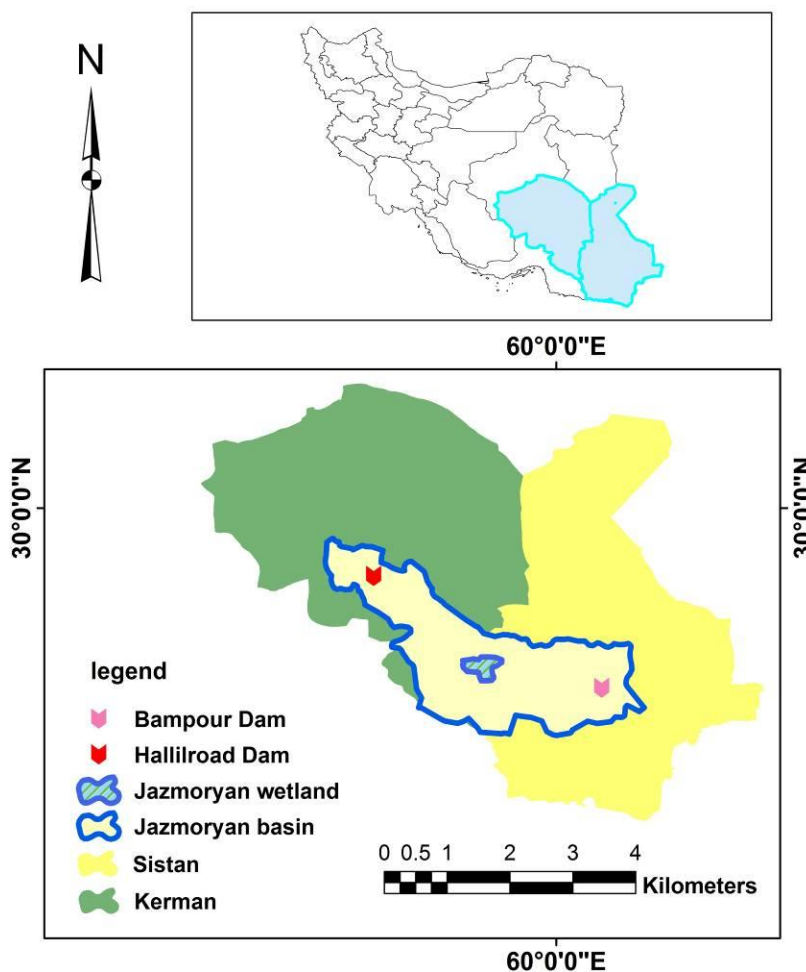 N
60°0'0"E
30°0'0"N
30°0'0"N
legend
Bampour Dam
Hallilroad Dam
Jazmoryan wetland
Jazmoryan basin
Sistan
Kerman
0 0.5 1 2 3 4
Kilometers
60°0'0"E